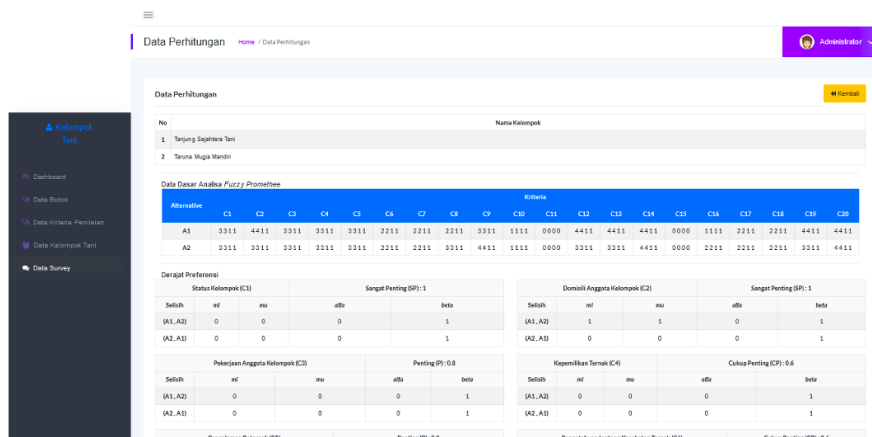 Data Perhitungan Home / Data Perhitungan
Administrator
Data Perhitungan
Kembali
No Nama Kelompok
1 Tanjung Sejahtera Tani
2 Taruna Mugia Mandiri
Kelompok
Tani
Dashboard
Data Bobot
Data Kriteria Penilaian
Data Kelompok Tani
Data Survey
Data Dasar Analisa Fuzzy Promethee
Alternative Kriteria
C1 C2 C3 C4 C5 C6 C7 C8 C9 C10 C11 C12 C13 C14 C15 C16 C17 C18 C19 C20
A1 3311 4411 3311 3311 3311 2211 2211 2211 3311 1111 0000 4411 4411 4411 0000 1111 2211 2211 4411 4411
A2 3311 3311 3311 3311 3311 2211 2211 3311 4411 1111 0000 3311 3311 4411 0000 2211 2211 2211 3311 4411
Derajat Preferensi
Status Kelompok (C1) Sangat Penting (SP) : 1
Selisih ml mu alfa beta
(A1, A2) 0 0 0 1
(A2, A1) 0 0 0 1
Domisili Anggota Kelompok (C2) Sangat Penting (SP) : 1
Selisih ml mu alfa beta
(A1, A2) 1 1 0 1
(A2, A1) 0 0 0 1
Pekerjaan Anggota Kelompok (C3) Penting (P) : 0.8
Selisih ml mu alfa beta
(A1, A2) 0 0 0 1
(A2, A1) 0 0 0 1
Kepemilikan Ternak (C4) Cukup Penting (CP) : 0.6
Selisih ml mu alfa beta
(A1, A2) 0 0 0 1
(A2, A1) 0 0 0 1